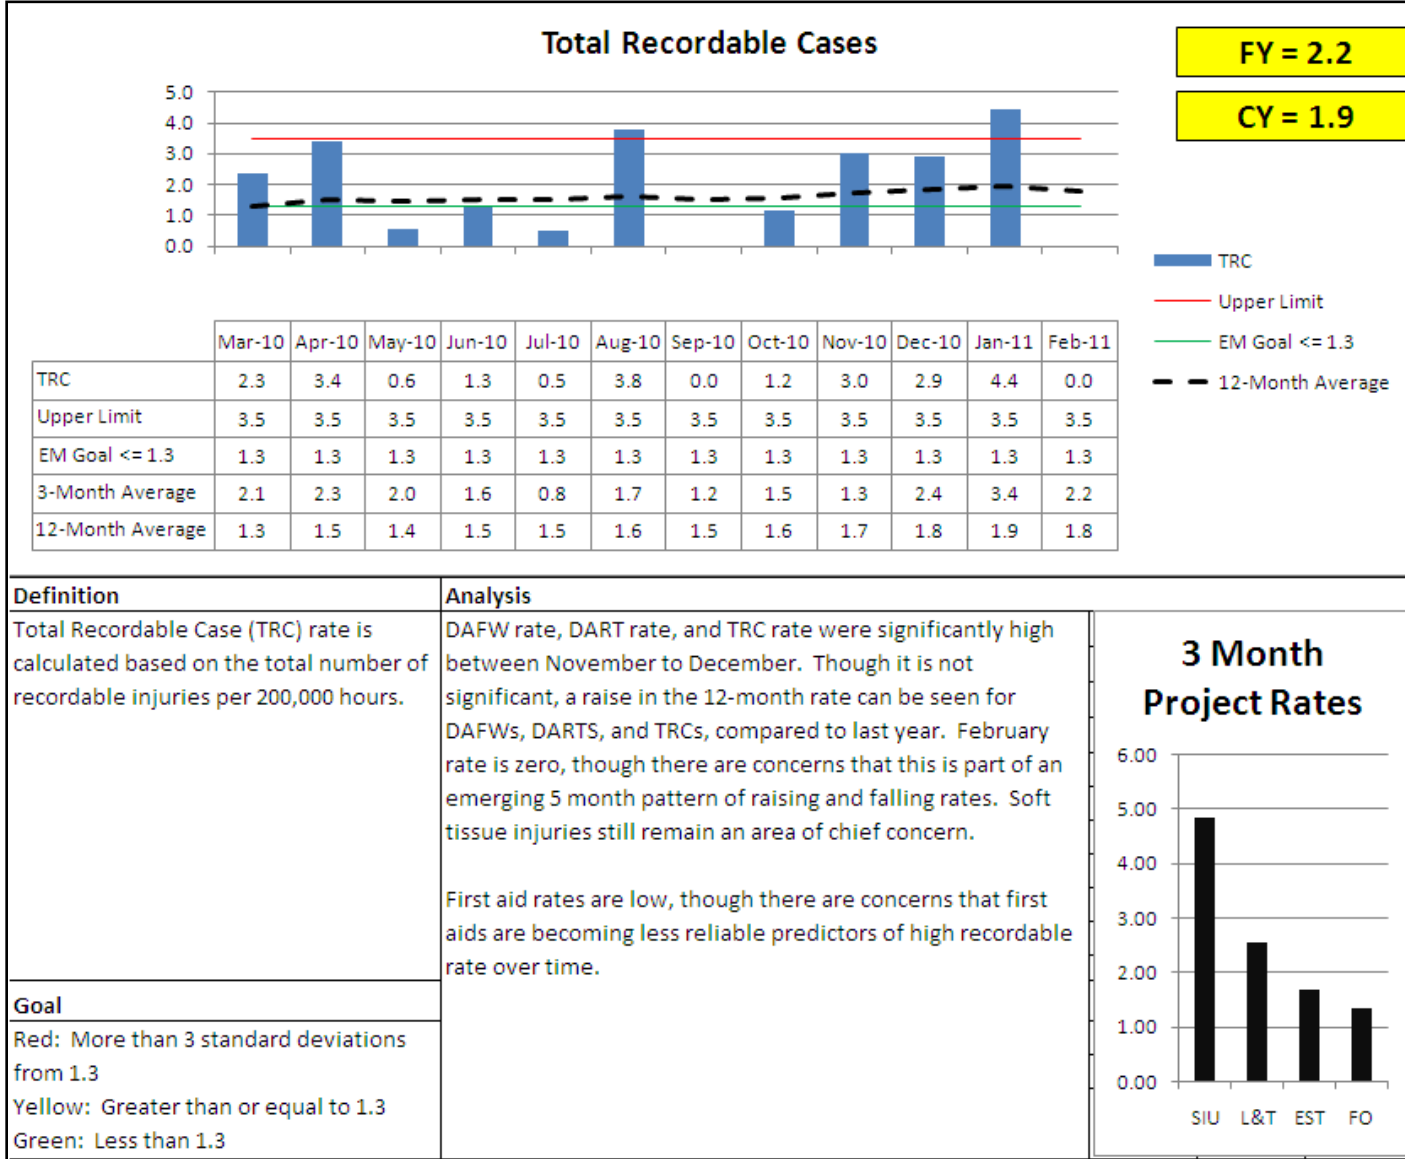 Total Recordable Cases
FY = 2.2
CY = 1.9
5.0
4.0
3.0
2.0
1.0
0.0
TRC
Upper Limit
EM Goal <= 1.3
12-Month Average
Mar-10 Apr-10 May-10 Jun-10 Jul-10 Aug-10 Sep-10 Oct-10 Nov-10 Dec-10 Jan-11 Feb-11
TRC 2.3 3.4 0.6 1.3 0.5 3.8 0.0 1.2 3.0 2.9 4.4 0.0
Upper Limit 3.5 3.5 3.5 3.5 3.5 3.5 3.5 3.5 3.5 3.5 3.5 3.5
EM Goal <= 1.3 1.3 1.3 1.3 1.3 1.3 1.3 1.3 1.3 1.3 1.3 1.3 1.3
3-Month Average 2.1 2.3 2.0 1.6 0.8 1.7 1.2 1.5 1.3 2.4 3.4 2.2
12-Month Average 1.3 1.5 1.4 1.5 1.5 1.6 1.5 1.6 1.7 1.8 1.9 1.8
Definition
Total Recordable Case (TRC) rate is
calculated based on the total number of
recordable injuries per 200,000 hours.
Goal
Red: More than 3 standard deviations
from 1.3
Yellow: Greater than or equal to 1.3
Green: Less than 1.3
Analysis
DAFW rate, DART rate, and TRC rate were significantly high
between November to December. Though it is not
significant, a raise in the 12-month rate can be seen for
DAFWs, DARTS, and TRCs, compared to last year. February
rate is zero, though there are concerns that this is part of an
emerging 5 month pattern of raising and falling rates. Soft
tissue injuries still remain an area of chief concern.
First aid rates are low, though there are concerns that first
aids are becoming less reliable predictors of high recordable
rate over time.
3 Month
Project Rates
6.00
5.00
4.00
3.00
2.00
1.00
0.00
SIU L&T EST FO